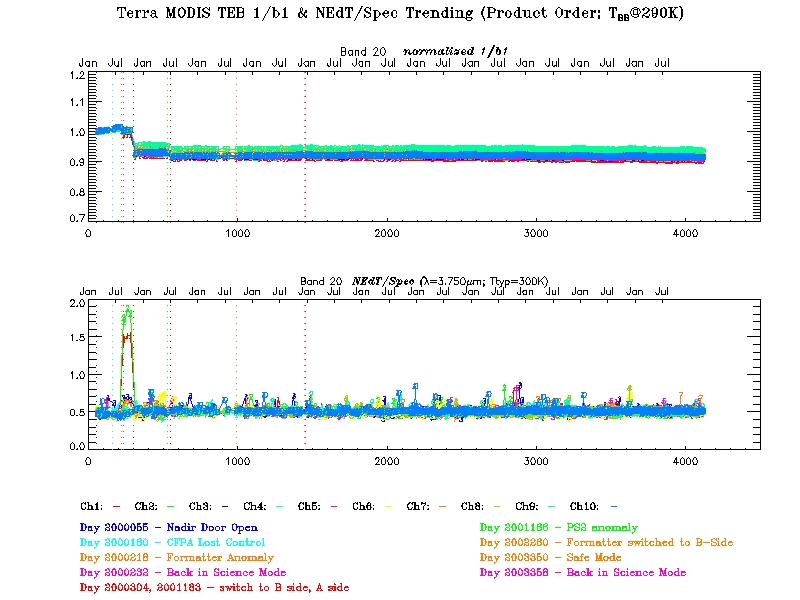 Terra MODIS TEB 1/b1 & NEdT/Spec Trending (Product Order; TBB@290K)
Band 20 normalized 1/b1
Jan Jul Jan Jul Jan Jul Jan Jul Jan Jul Jan Jul Jan Jul Jan Jul Jan Jul Jan Jul Jan Jul
1.2
1.1
1.0
0.9
0.8
0.7
0 1000 2000 3000 4000
Band 20 NEdT/Spec (λ=3.750μm; Ttyp=300K)
Jan Jul Jan Jul Jan Jul Jan Jul Jan Jul Jan Jul Jan Jul Jan Jul Jan Jul Jan Jul Jan Jul
2.0
1.5
1.0
0.5
0.0
0 1000 2000 3000 4000
Ch1: – Ch2: – Ch3: – Ch4: – Ch5: – Ch6: – Ch7: – Ch8: – Ch9: – Ch10: –
Day 2000055 – Nadir Door Open Day 2001166 – PS2 anomaly
Day 2000160 – CFPA Lost Control Day 2002260 – Formatter switched to B-Side
Day 2000218 – Formatter Anomaly Day 2003350 – Safe Mode
Day 2000232 – Back in Science Mode Day 2003358 – Back in Science Mode
Day 2000304, 2001183 – switch to B side, A side